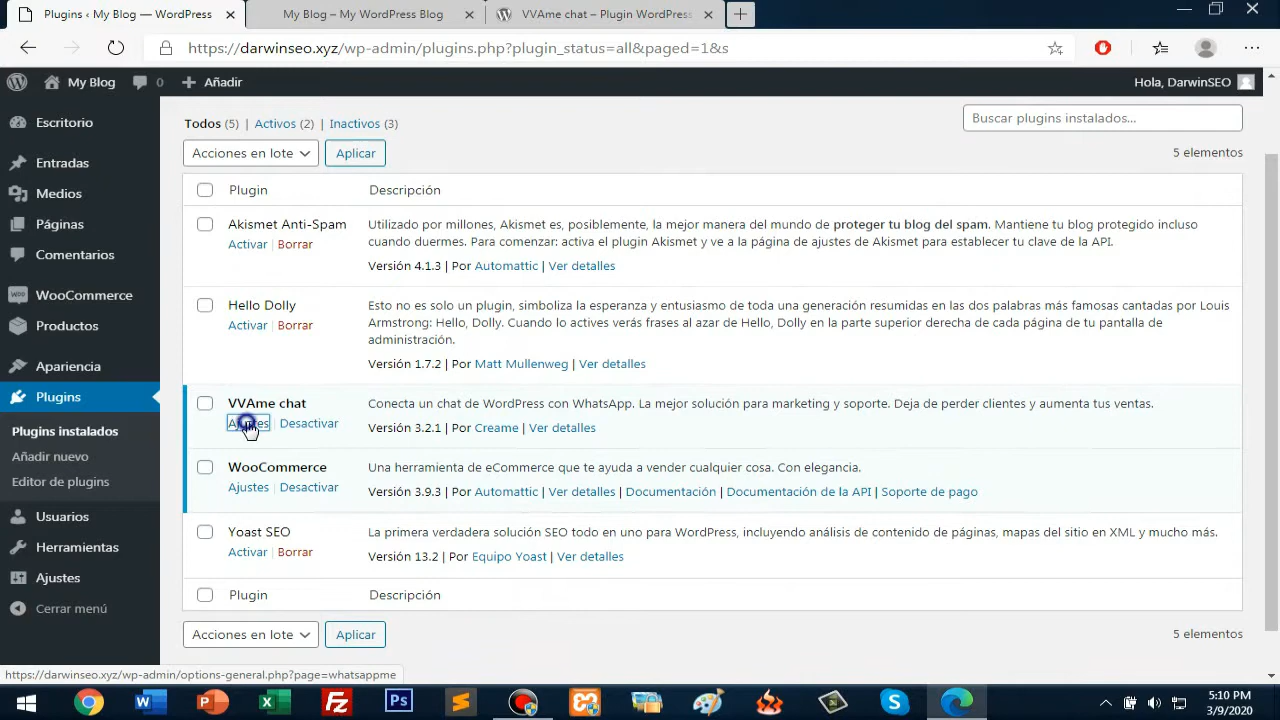 Plugins ‹ My Blog — WordPress
My Blog – My WordPress Blog
VVAme chat – Plugin WordPress
https://darwinseo.xyz/wp-admin/plugins.php?plugin_status=all&paged=1&s
My Blog
0
Añadir
Hola, DarwinSEO
Escritorio
Entradas
Medios
Páginas
Comentarios
WooCommerce
Productos
Apariencia
Plugins
Plugins instalados
Añadir nuevo
Editor de plugins
Usuarios
Herramientas
Ajustes
Cerrar menú
Todos (5) | Activos (2) | Inactivos (3)
Buscar plugins instalados...
Acciones en lote
Aplicar
5 elementos
Plugin
Descripción
Akismet Anti-Spam
Activar | Borrar
Utilizado por millones, Akismet es, posiblemente, la mejor manera del mundo de proteger tu blog del spam. Mantiene tu blog protegido incluso
cuando duermes. Para comenzar: activa el plugin Akismet y ve a la página de ajustes de Akismet para establecer tu clave de la API.
Versión 4.1.3 | Por Automattic | Ver detalles
Hello Dolly
Activar | Borrar
Esto no es solo un plugin, simboliza la esperanza y entusiasmo de toda una generación resumidas en las dos palabras más famosas cantadas por Louis
Armstrong: Hello, Dolly. Cuando lo actives verás frases al azar de Hello, Dolly en la parte superior derecha de cada página de tu pantalla de
administración.
Versión 1.7.2 | Por Matt Mullenweg | Ver detalles
VVAme chat
| Desactivar
Conecta un chat de WordPress con WhatsApp. La mejor solución para marketing y soporte. Deja de perder clientes y aumenta tus ventas.
Versión 3.2.1 | Por Creame | Ver detalles
WooCommerce
Ajustes | Desactivar
Una herramienta de eCommerce que te ayuda a vender cualquier cosa. Con elegancia.
Versión 3.9.3 | Por Automattic | Ver detalles | Documentación | Documentación de la API | Soporte de pago
Yoast SEO
Activar | Borrar
La primera verdadera solución SEO todo en uno para WordPress, incluyendo análisis de contenido de páginas, mapas del sitio en XML y mucho más.
Versión 13.2 | Por Equipo Yoast | Ver detalles
Plugin
Descripción
Acciones en lote
Aplicar
5 elementos
https://darwinseo.xyz/wp-admin/options-general.php?page=whatsappme
5:10 PM
3/9/2020